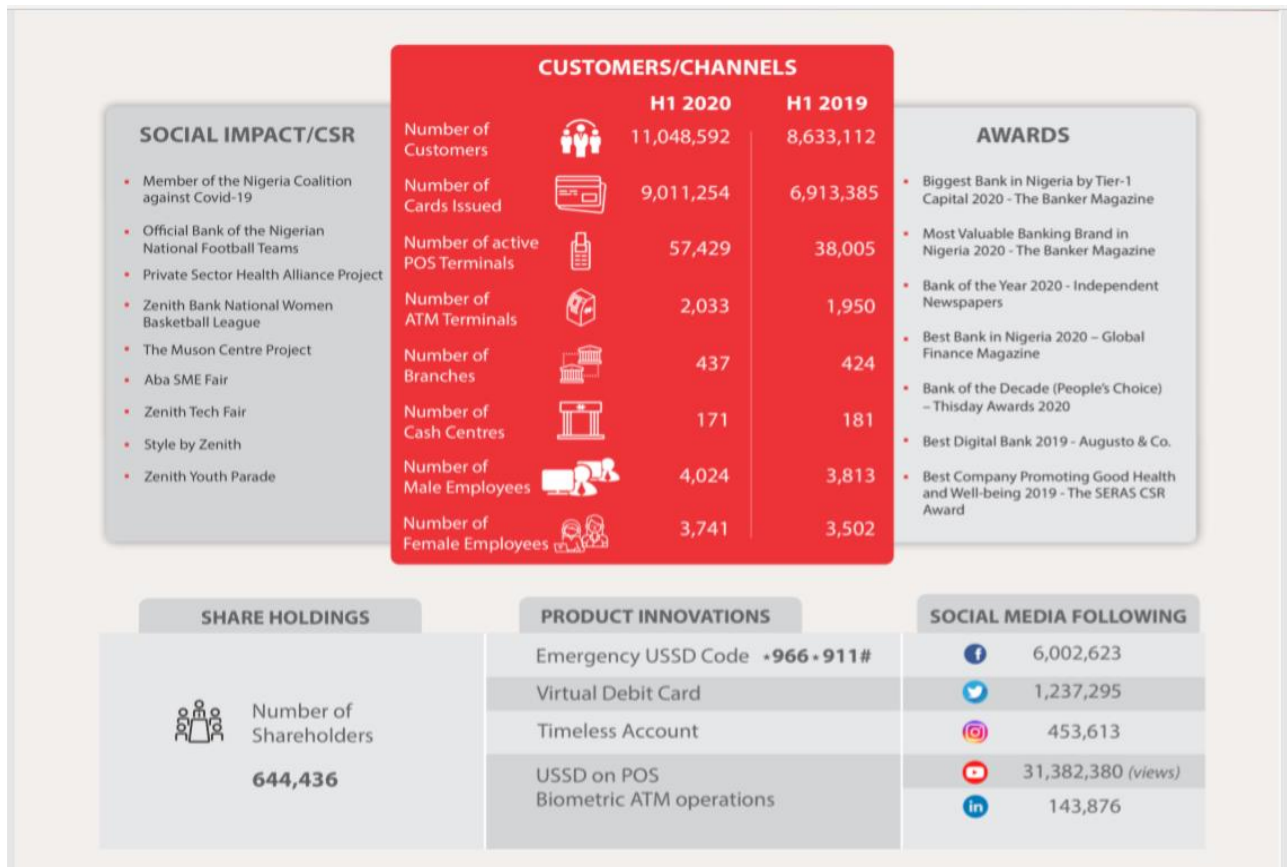 CUSTOMERS/CHANNELS
H1 2020 H1 2019
Number of
Customers
11,048,592 8,633,112
Number of
Cards Issued
9,011,254 6,913,385
Number of active
POS Terminals
57,429 38,005
Number of
ATM Terminals
2,033 1,950
Number of
Branches
437 424
Number of
Cash Centres
171 181
Number of
Male Employees
4,024 3,813
Number of
Female Employees
3,741 3,502
SOCIAL IMPACT/CSR
• Member of the Nigeria Coalition
against Covid-19
• Official Bank of the Nigerian
National Football Teams
• Private Sector Health Alliance Project
• Zenith Bank National Women
Basketball League
• The Muson Centre Project
• Aba SME Fair
• Zenith Tech Fair
• Style by Zenith
• Zenith Youth Parade
AWARDS
• Biggest Bank in Nigeria by Tier-1
Capital 2020 - The Banker Magazine
• Most Valuable Banking Brand in
Nigeria 2020 - The Banker Magazine
• Bank of the Year 2020 - Independent
Newspapers
• Best Bank in Nigeria 2020 – Global
Finance Magazine
• Bank of the Decade (People's Choice)
– Thisday Awards 2020
• Best Digital Bank 2019 - Augusto & Co.
• Best Company Promoting Good Health
and Well-being 2019 - The SERAS CSR
Award
SHARE HOLDINGS
Number of
Shareholders
644,436
PRODUCT INNOVATIONS
Emergency USSD Code *966*911#
Virtual Debit Card
Timeless Account
USSD on POS
Biometric ATM operations
SOCIAL MEDIA FOLLOWING
6,002,623
1,237,295
453,613
31,382,380 (views)
143,876